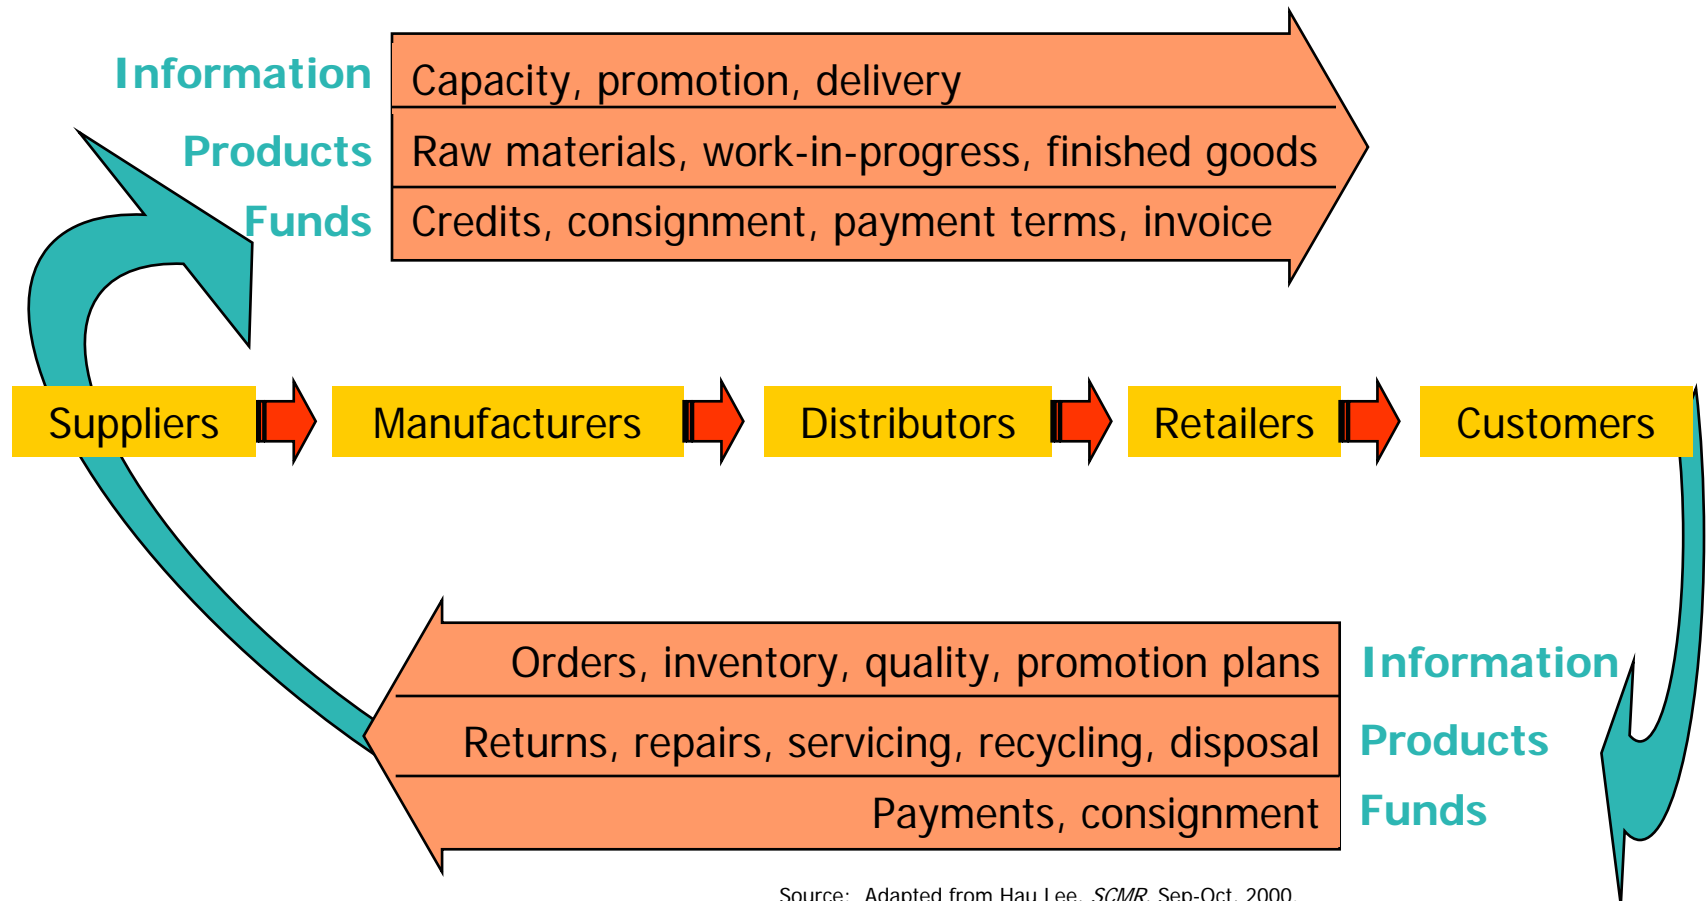 Information Capacity, promotion, delivery
Products Raw materials, work-in-progress, finished goods
Funds Credits, consignment, payment terms, invoice
Suppliers Manufacturers Distributors Retailers Customers
Orders, inventory, quality, promotion plans Information
Returns, repairs, servicing, recycling, disposal Products
Payments, consignment Funds
Source: Adapted from Hau Lee, SCMR, Sep-Oct, 2000.